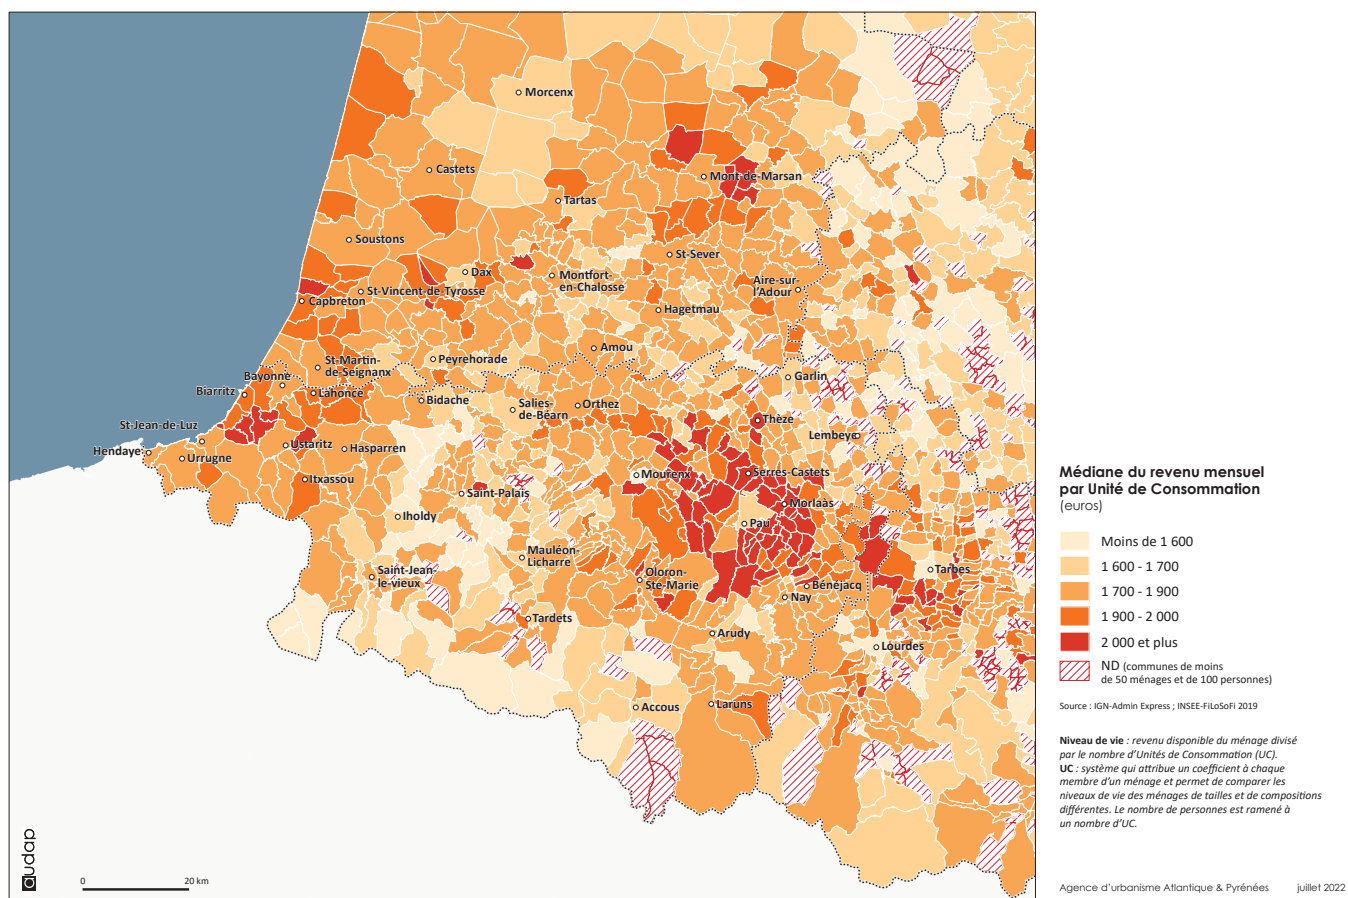 Morcenx
Castets
Mont-de-Marsan
Tartas
Soustons
St-Sever
Dax
Montfort-
en-Chalosse
Aire-sur-
l'Adour
St-Vincent-de-Tyrosse
Capbreton
Hagetmau
Amou
St-Martin-
de-Seignanx
Peyrehorade
Bayonne
Garlin
Biarritz
Lahonce
Bidache
Salies-
de-Béarn
Orthez
Thèze
St-Jean-de-Luz
Lembeye
Ustaritz
Hasparren
Hendaye
Urrugne
Mourenx
Serres-Castets
Itxassou
Saint-Palais
Morlaàs
Iholdy
Pau
Mauléon-
Licharre
Saint-Jean-
le-vieux
Oloron-
Ste-Marie
Tarbes
Bénéjacq
Nay
Tardets
Arudy
Lourdes
Accous
Laruns
audap
0 20 km
Médiane du revenu mensuel
par Unité de Consommation
(euros)
Moins de 1 600
1 600 - 1 700
1 700 - 1 900
1 900 - 2 000
2 000 et plus
ND (communes de moins
de 50 ménages et de 100 personnes)
Source : IGN-Admin Express ; INSEE-FiLoSoFi 2019
Niveau de vie : revenu disponible du ménage divisé
par le nombre d'Unités de Consommation (UC).
UC : système qui attribue un coefficient à chaque
membre d'un ménage et permet de comparer les
niveaux de vie des ménages de tailles et de compositions
différentes. Le nombre de personnes est ramené à
un nombre d'UC.
Agence d'urbanisme Atlantique & Pyrénées juillet 2022